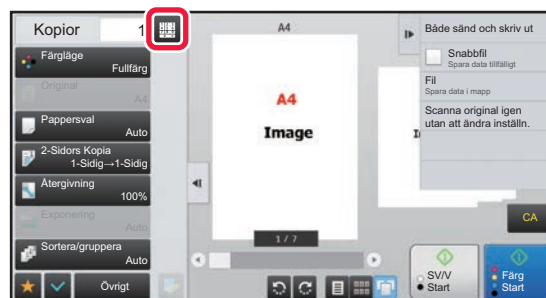 Kopior 1
Färgläge
Fullfärg
Original
A4
Pappersval
Auto
2-Sidors Kopia
1-Sidig→1-Sidig
Återgivning
100%
Exponering
Auto
Sortera/gruppera
Auto
Övrigt
A4
A4
Image
1 / 7
Både sänd och skriv ut
Snabbfil
Spara data tillfälligt
Fil
Spara data i mapp
Scanna original igen
utan att ändra inställn.
CA
SV/V
Start
Färg
Start